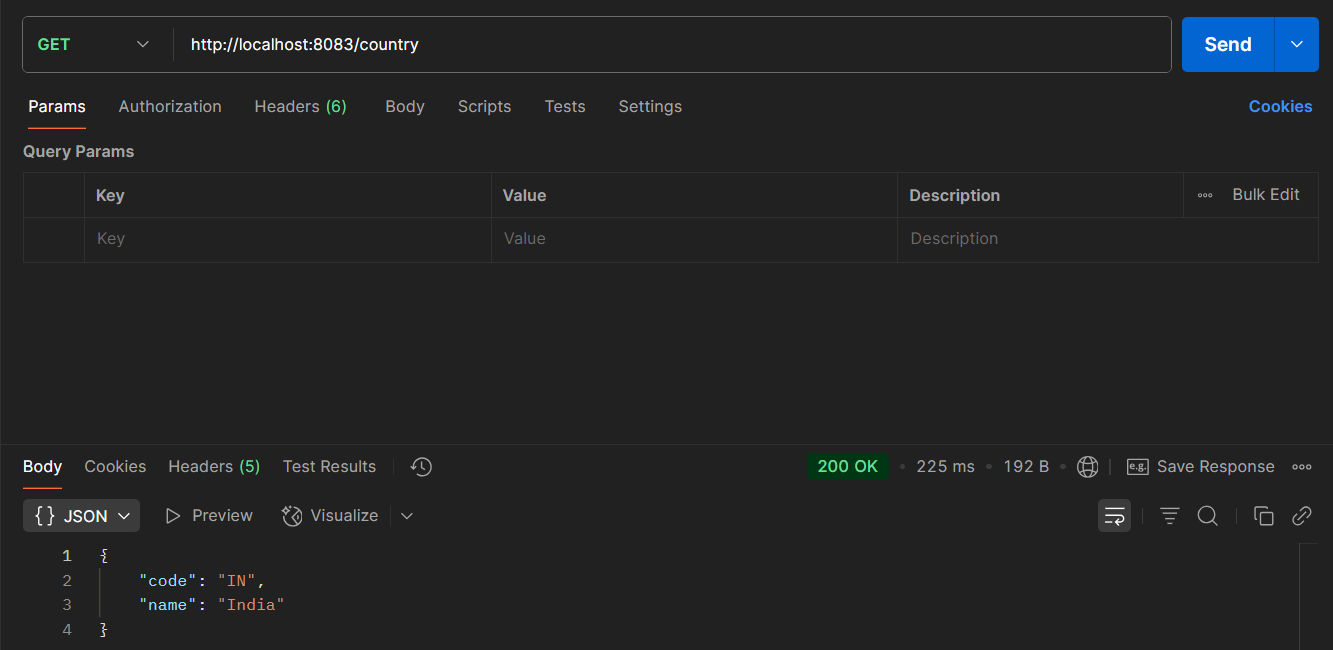 GET http://localhost:8083/country Send
Params Authorization Headers (6) Body Scripts Tests Settings Cookies
Query Params
Key Value Description Bulk Edit
Key Value Description
Body Cookies Headers (5) Test Results 200 OK • 225 ms • 192 B • e.g. Save Response
{} JSON Preview Visualize
1 {
2 "code": "IN",
3 "name": "India"
4 }